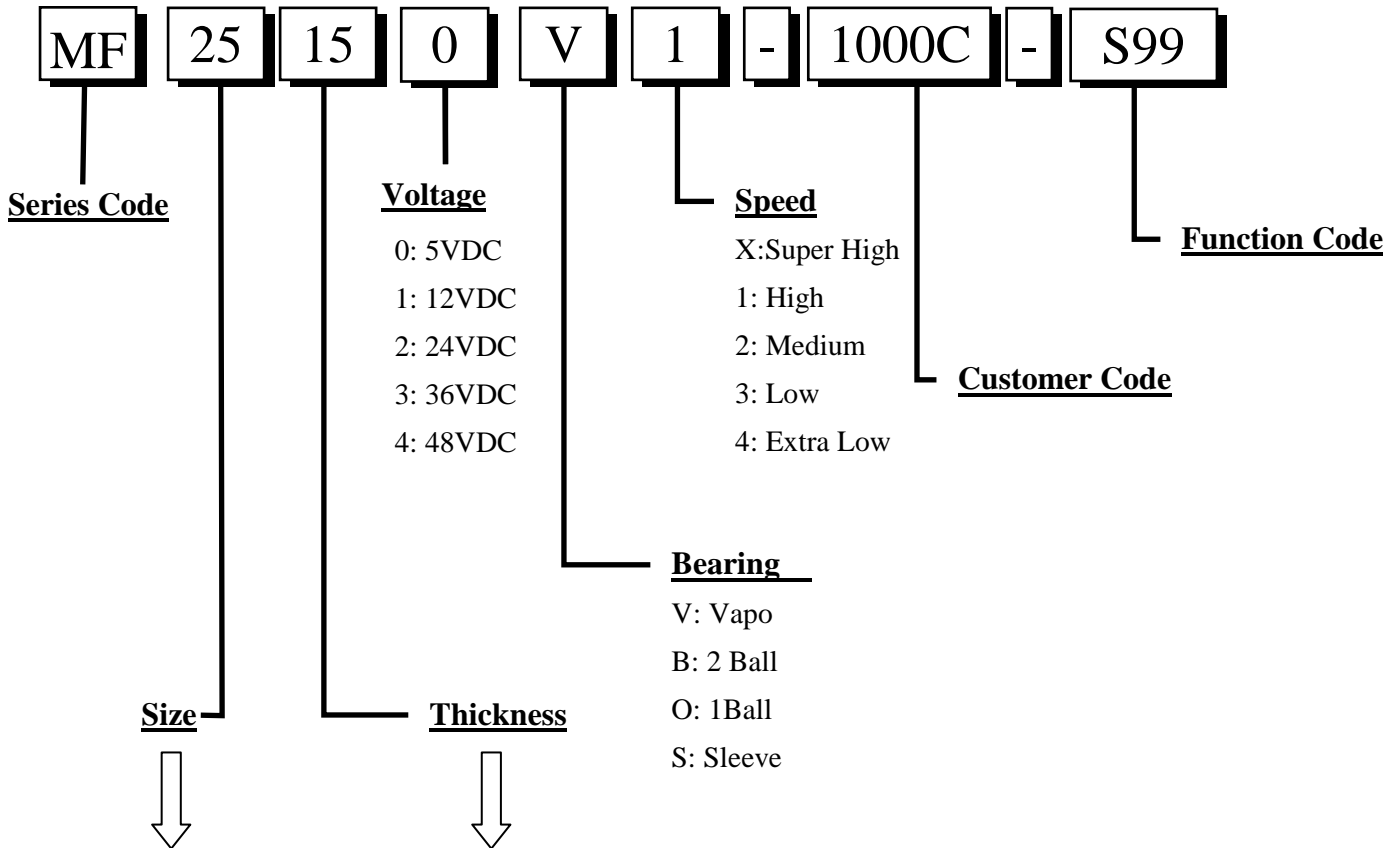 MF 25 15 0 V 1 - 1000C - S99
Series Code
Voltage
0: 5VDC
1: 12VDC
2: 24VDC
3: 36VDC
4: 48VDC
Speed
X:Super High
1: High
2: Medium
3: Low
4: Extra Low
Function Code
Customer Code
Bearing
V: Vapo
B: 2 Ball
O: 1Ball
S: Sleeve
Size
Thickness